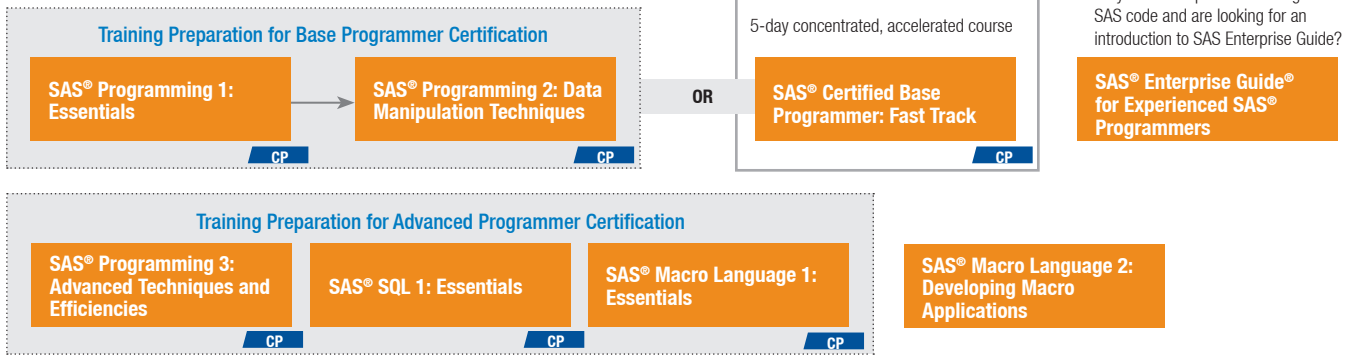 Training Preparation for Base Programmer Certification
SAS® Programming 1:
Essentials
CP
SAS® Programming 2: Data
Manipulation Techniques
CP
OR
5-day concentrated, accelerated course
SAS® Certified Base
Programmer: Fast Track
CP
SAS code and are looking for an
introduction to SAS Enterprise Guide?
SAS® Enterprise Guide®
for Experienced SAS®
Programmers
Training Preparation for Advanced Programmer Certification
SAS® Programming 3:
Advanced Techniques and
Efficiencies
CP
SAS® SQL 1: Essentials
CP
SAS® Macro Language 1:
Essentials
CP
SAS® Macro Language 2:
Developing Macro
Applications